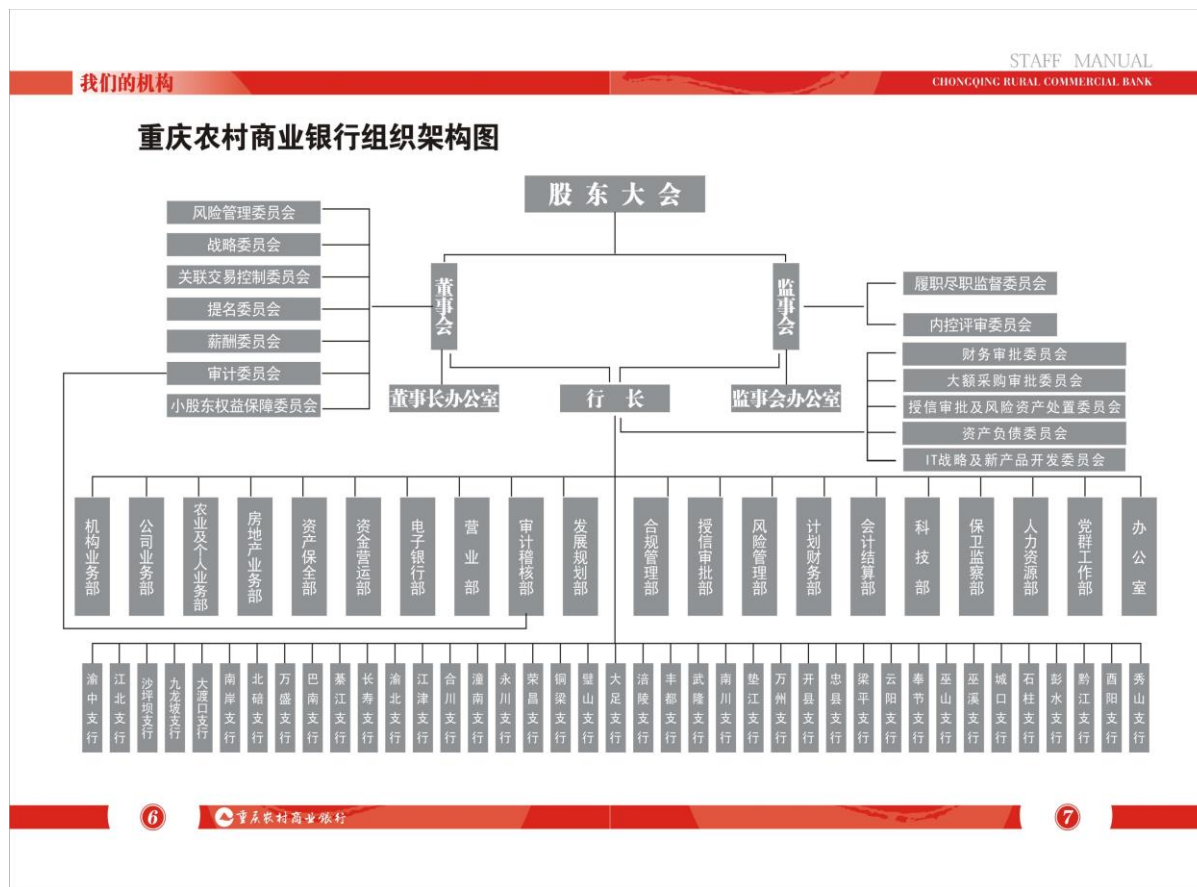 STAFF MANUAL
我们的机构
CHONGQING RURAL COMMERCIAL BANK
重庆农村商业银行组织架构图
股东大会
风险管理委员会
战略委员会
关联交易控制委员会
提名委员会
薪酬委员会
审计委员会
小股东权益保障委员会
董事会
监事会
履职尽职监督委员会
内控评审委员会
财务审批委员会
大额采购审批委员会
授信审批及风险资产处置委员会
资产负债委员会
IT战略及新产品开发委员会
董事长办公室
行长
监事会办公室
机构业务部
公司业务部
农业及个人业务部
房地产业务部
资产保全部
资金营运部
电子银行部
营业部
审计稽核部
发展规划部
合规管理部
授信审批部
风险管理部
计划财务部
会计结算部
科技部
保卫监察部
人力资源部
党群工作部
办公室
渝中支行
江北支行
沙坪坝支行
九龙坡支行
大渡口支行
南岸支行
北碚支行
万盛支行
巴南支行
綦江支行
长寿支行
渝北支行
江津支行
合川支行
潼南支行
永川支行
荣昌支行
铜梁支行
璧山支行
大足支行
涪陵支行
丰都支行
武隆支行
南川支行
垫江支行
万州支行
开县支行
忠县支行
梁平支行
云阳支行
奉节支行
巫山支行
巫溪支行
城口支行
石柱支行
彭水支行
黔江支行
酉阳支行
秀山支行
6
重庆农村商业银行
7